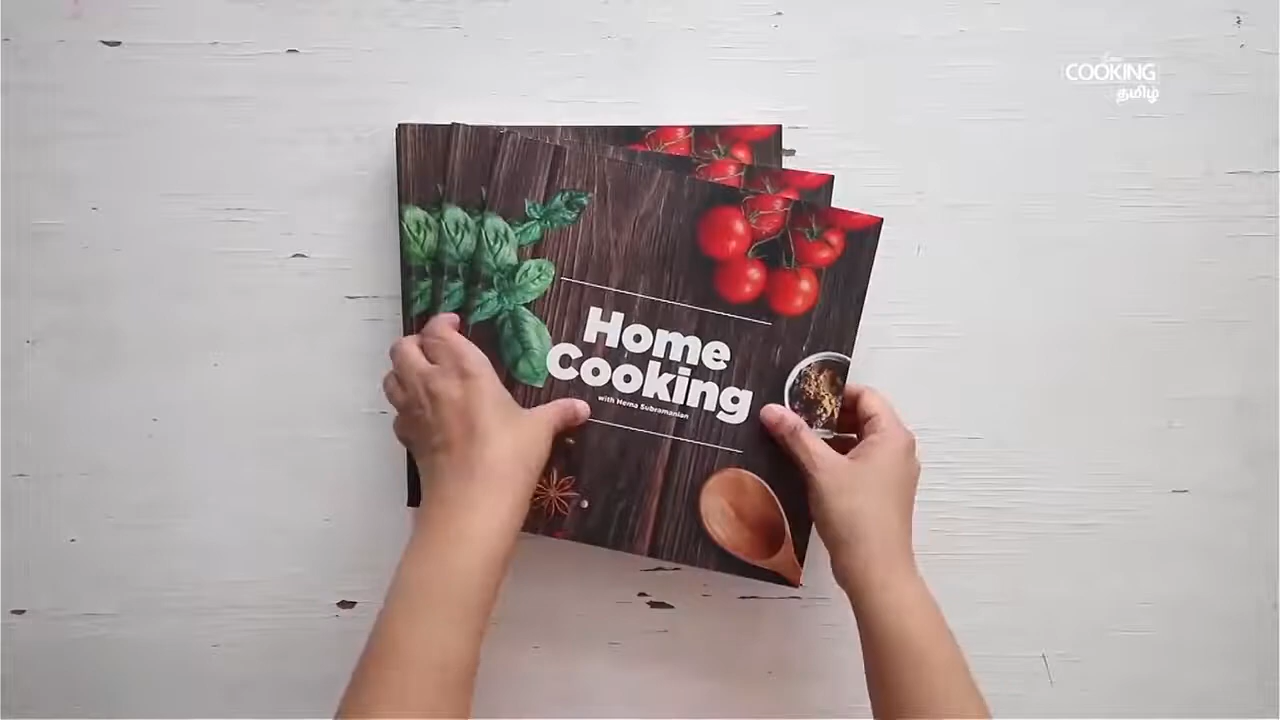 COOKING
தமிழ்
Home
Cooking
with Hema Subramanian